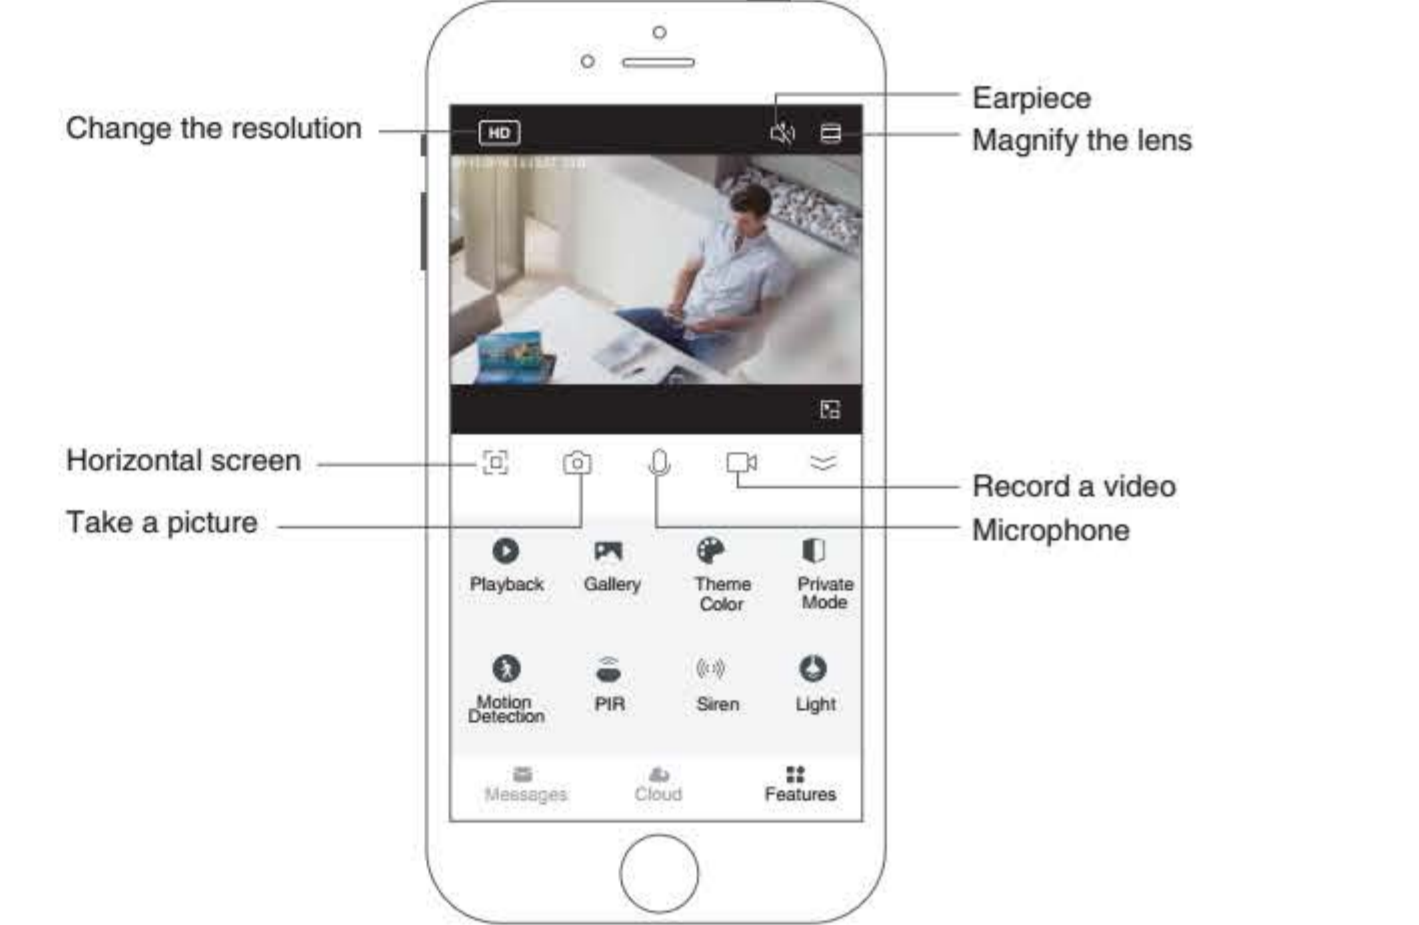 Earpiece
Change the resolution
HD
Magnify the lens
Horizontal screen
Record a video
Take a picture
Microphone
Playback
Gallery
Theme
Color
Private
Mode
Motion
Detection
PIR
Siren
Light
Messages
Cloud
Features